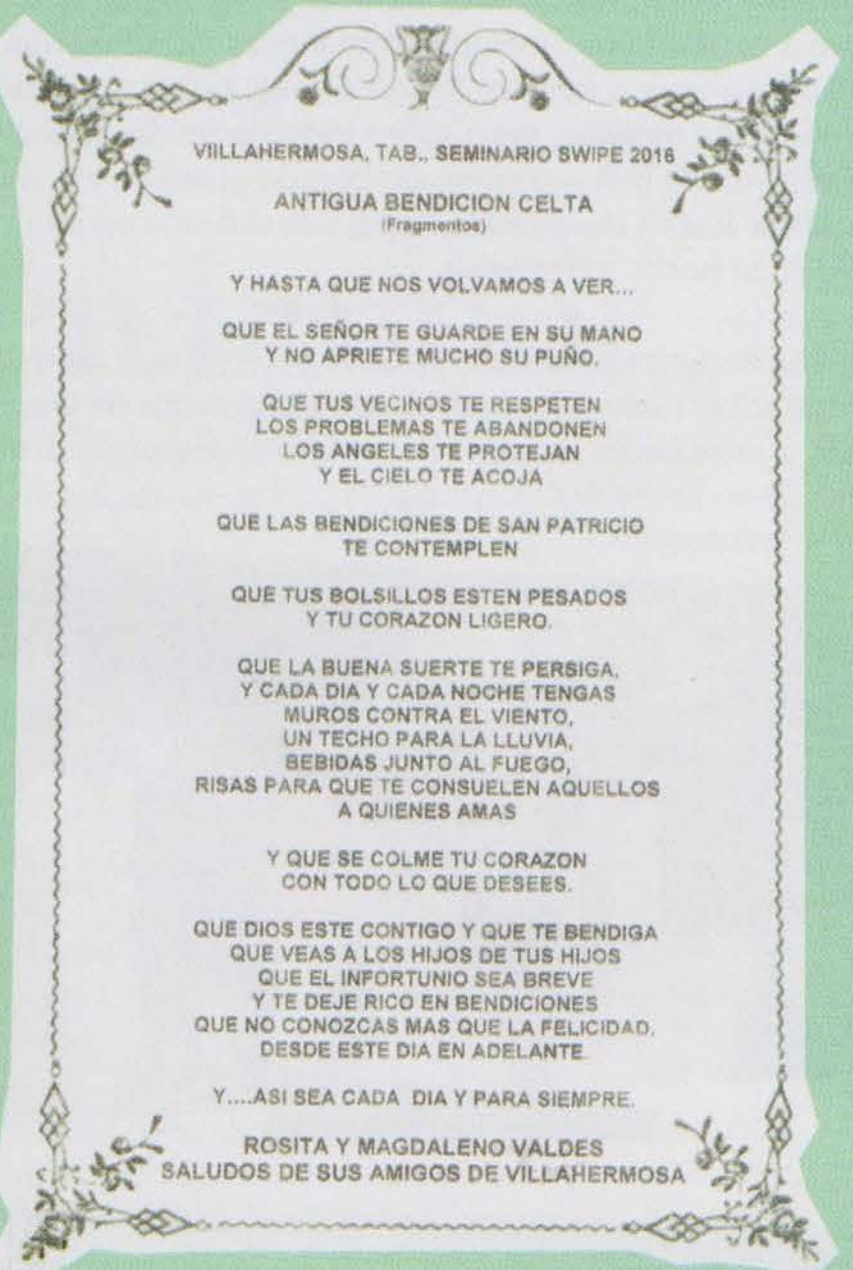 VIILLAHERMOSA, TAB., SEMINARIO SWIPE 2016
ANTIGUA BENDICION CELTA
(Fragmentos)
Y HASTA QUE NOS VOLVAMOS A VER...
QUE EL SEÑOR TE GUARDE EN SU MANO
Y NO APRIETE MUCHO SU PUÑO.
QUE TUS VECINOS TE RESPETEN
LOS PROBLEMAS TE ABANDONEN
LOS ANGELES TE PROTEJAN
Y EL CIELO TE ACOJA
QUE LAS BENDICIONES DE SAN PATRICIO
TE CONTEMPLEN
QUE TUS BOLSILLOS ESTEN PESADOS
Y TU CORAZON LIGERO.
QUE LA BUENA SUERTE TE PERSIGA,
Y CADA DIA Y CADA NOCHE TENGAS
MUROS CONTRA EL VIENTO,
UN TECHO PARA LA LLUVIA,
BEBIDAS JUNTO AL FUEGO,
RISAS PARA QUE TE CONSUELEN AQUELLOS
A QUIENES AMAS
Y QUE SE COLME TU CORAZON
CON TODO LO QUE DESEES.
QUE DIOS ESTE CONTIGO Y QUE TE BENDIGA
QUE VEAS A LOS HIJOS DE TUS HIJOS
QUE EL INFORTUNIO SEA BREVE
Y TE DEJE RICO EN BENDICIONES
QUE NO CONOZCAS MAS QUE LA FELICIDAD.
DESDE ESTE DIA EN ADELANTE.
Y....ASI SEA CADA DIA Y PARA SIEMPRE.
ROSITA Y MAGDALENO VALDES
SALUDOS DE SUS AMIGOS DE VILLAHERMOSA